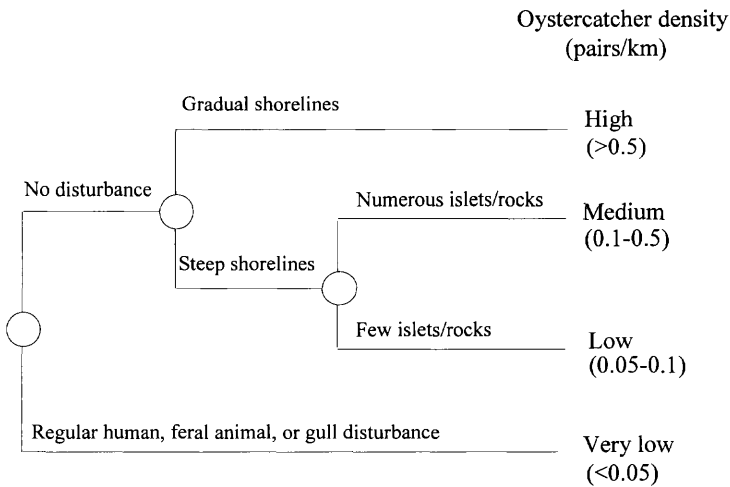 Oystercatcher density
(pairs/km)
Gradual shorelines
High
(>0.5)
No disturbance
Numerous islets/rocks
Medium
(0.1-0.5)
Steep shorelines
Few islets/rocks
Low
(0.05-0.1)
Regular human, feral animal, or gull disturbance
Very low
(<0.05)